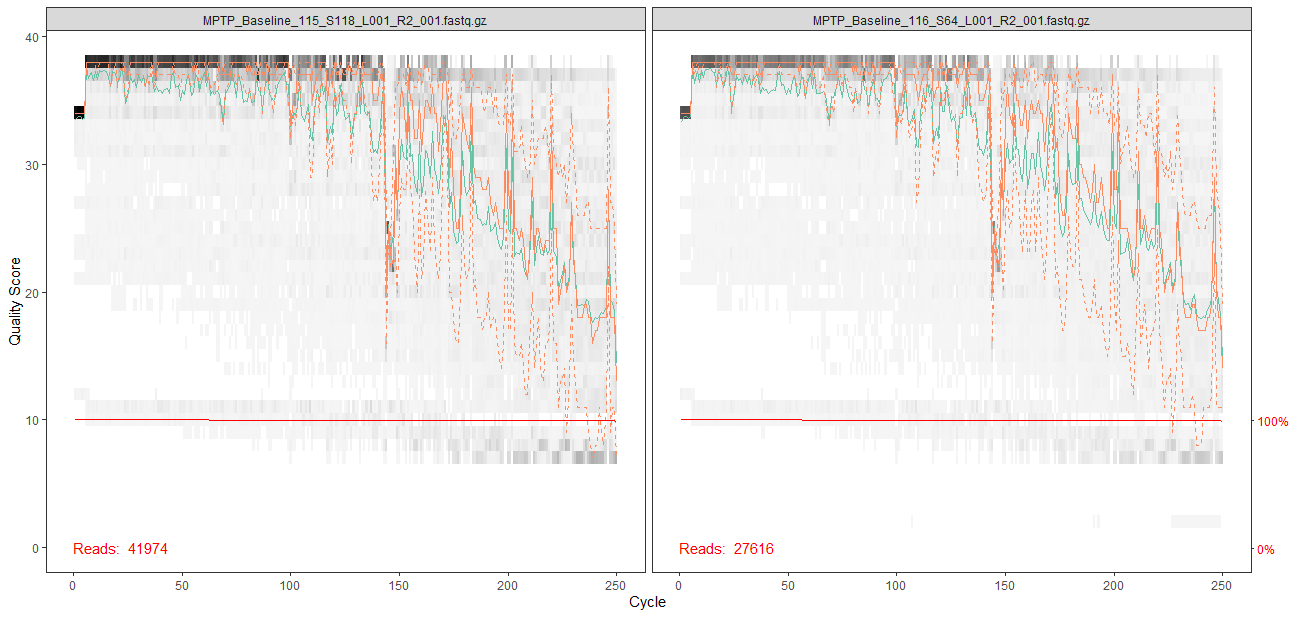 MPTP_Baseline_115_S118_L001_R2_001.fastq.gz
MPTP_Baseline_116_S64_L001_R2_001.fastq.gz
Quality Score
40
30
20
10
0
100%
0%
Reads: 41974
Reads: 27616
0 50 100 150 200 250
0 50 100 150 200 250
Cycle